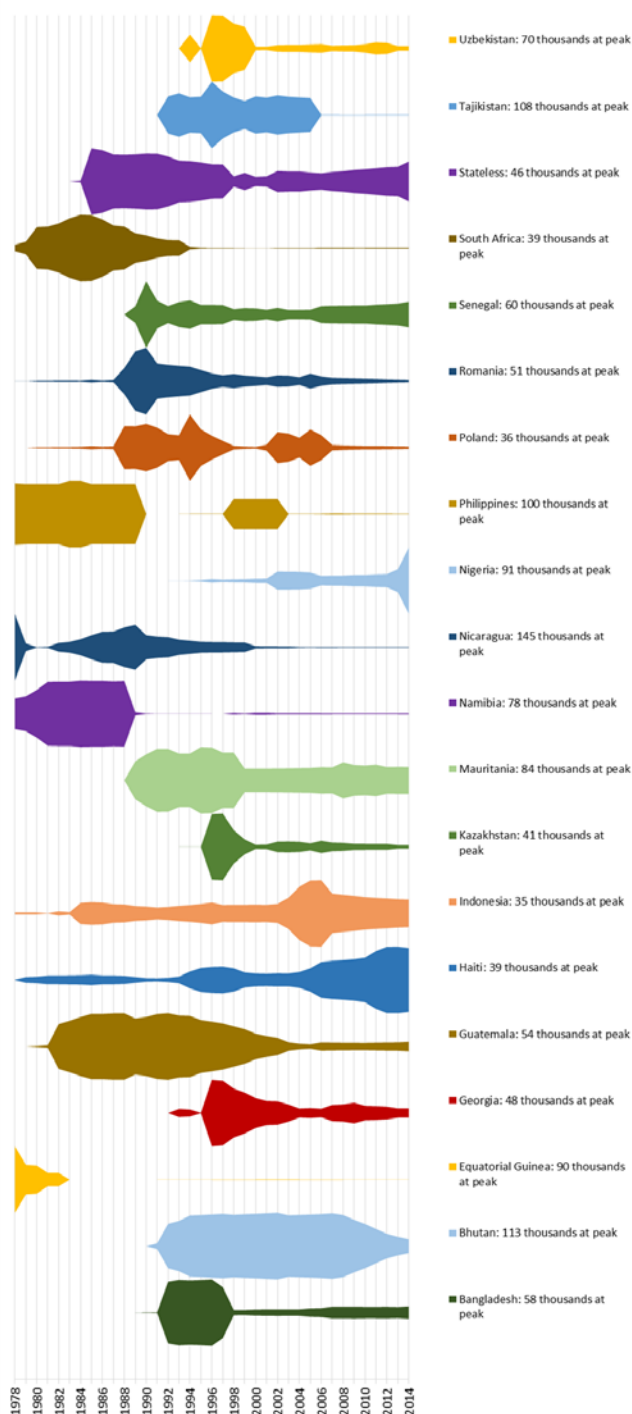 Uzbekistan: 70 thousands at peak
Tajikistan: 108 thousands at peak
Stateless: 46 thousands at peak
South Africa: 39 thousands at
peak
Senegal: 60 thousands at peak
Romania: 51 thousands at peak
Poland: 36 thousands at peak
Philippines: 100 thousands at
peak
Nigeria: 91 thousands at peak
Nicaragua: 145 thousands at
peak
Namibia: 78 thousands at peak
Mauritania: 84 thousands at peak
Kazakhstan: 41 thousands at
peak
Indonesia: 35 thousands at peak
Haiti: 39 thousands at peak
Guatemala: 54 thousands at peak
Georgia: 48 thousands at peak
Equatorial Guinea: 90 thousands
at peak
Bhutan: 113 thousands at peak
Bangladesh: 58 thousands at
peak
1978
1980
1982
1984
1986
1988
1990
1992
1994
1996
1998
2000
2002
2004
2006
2008
2010
2012
2014